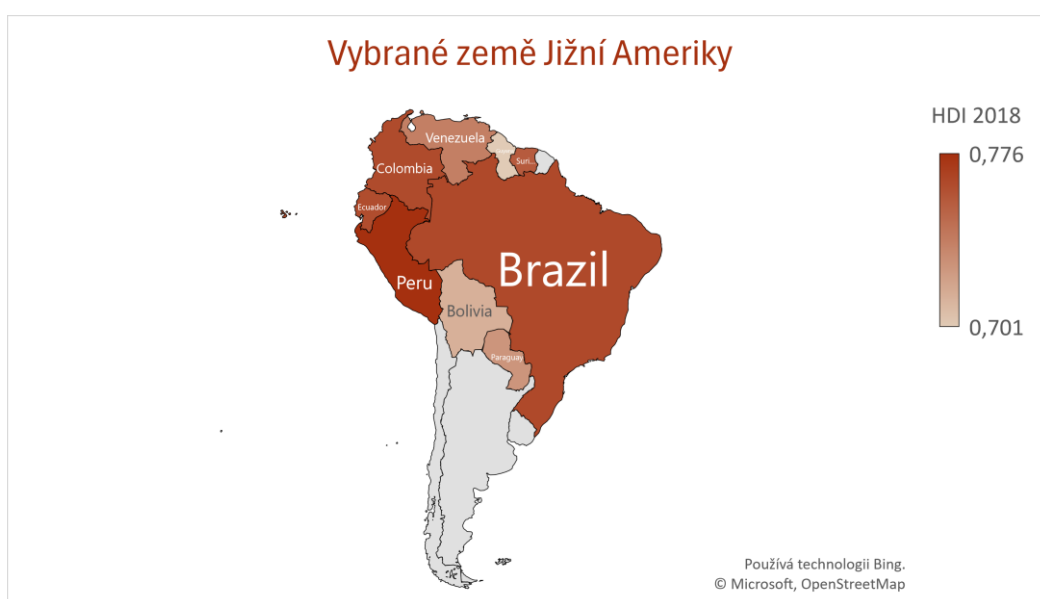 Vybrané země Jižní Ameriky
HDI 2018
0,776
0,701
Venezuela
Suri...
Colombia
Ecuador
Peru
Brazil
Bolivia
Paraguay
Používá technologii Bing.
© Microsoft, OpenStreetMap